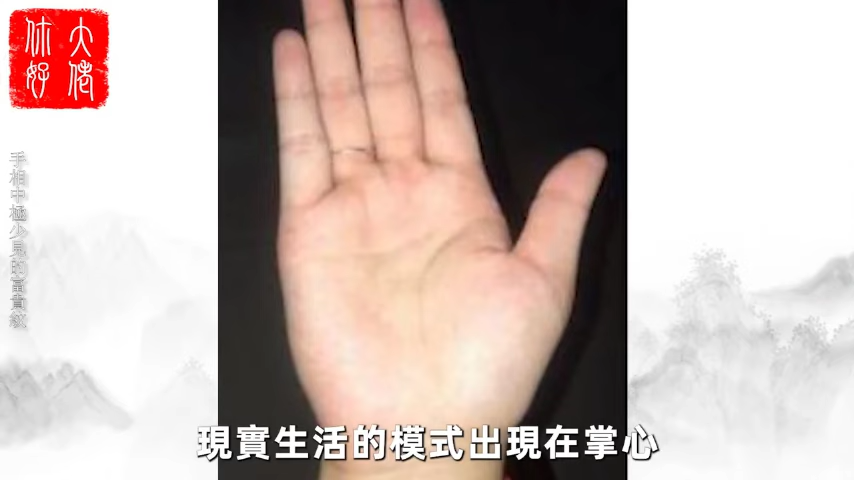 大佬
休好
手相中極少見的富貴紋
現實生活的模式出現在掌心